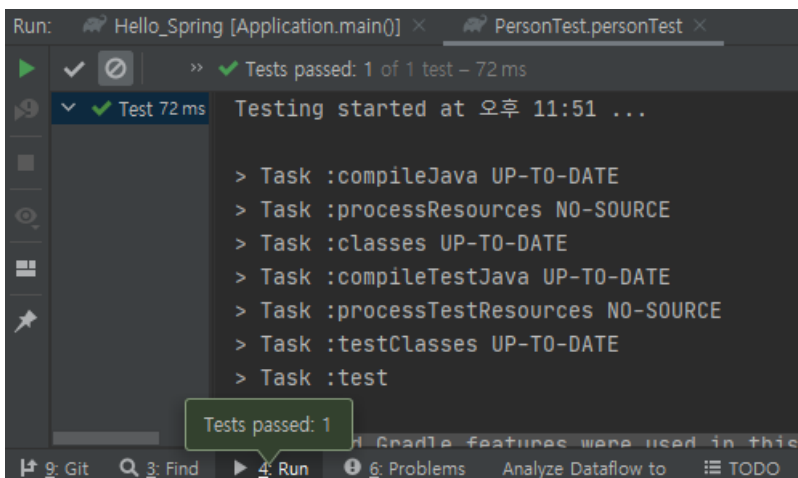 Run: Hello_Spring [Application.main()] × PersonTest.personTest ×
» Tests passed: 1 of 1 test – 72 ms
Test 72 ms
Testing started at 오후 11:51 ...
> Task :compileJava UP-TO-DATE
> Task :processResources NO-SOURCE
> Task :classes UP-TO-DATE
> Task :compileTestJava UP-TO-DATE
> Task :processTestResources NO-SOURCE
> Task :testClasses UP-TO-DATE
> Task :test
Tests passed: 1
d Gradle features were used in this
9: Git 3: Find 4: Run 6: Problems Analyze Dataflow to TODO